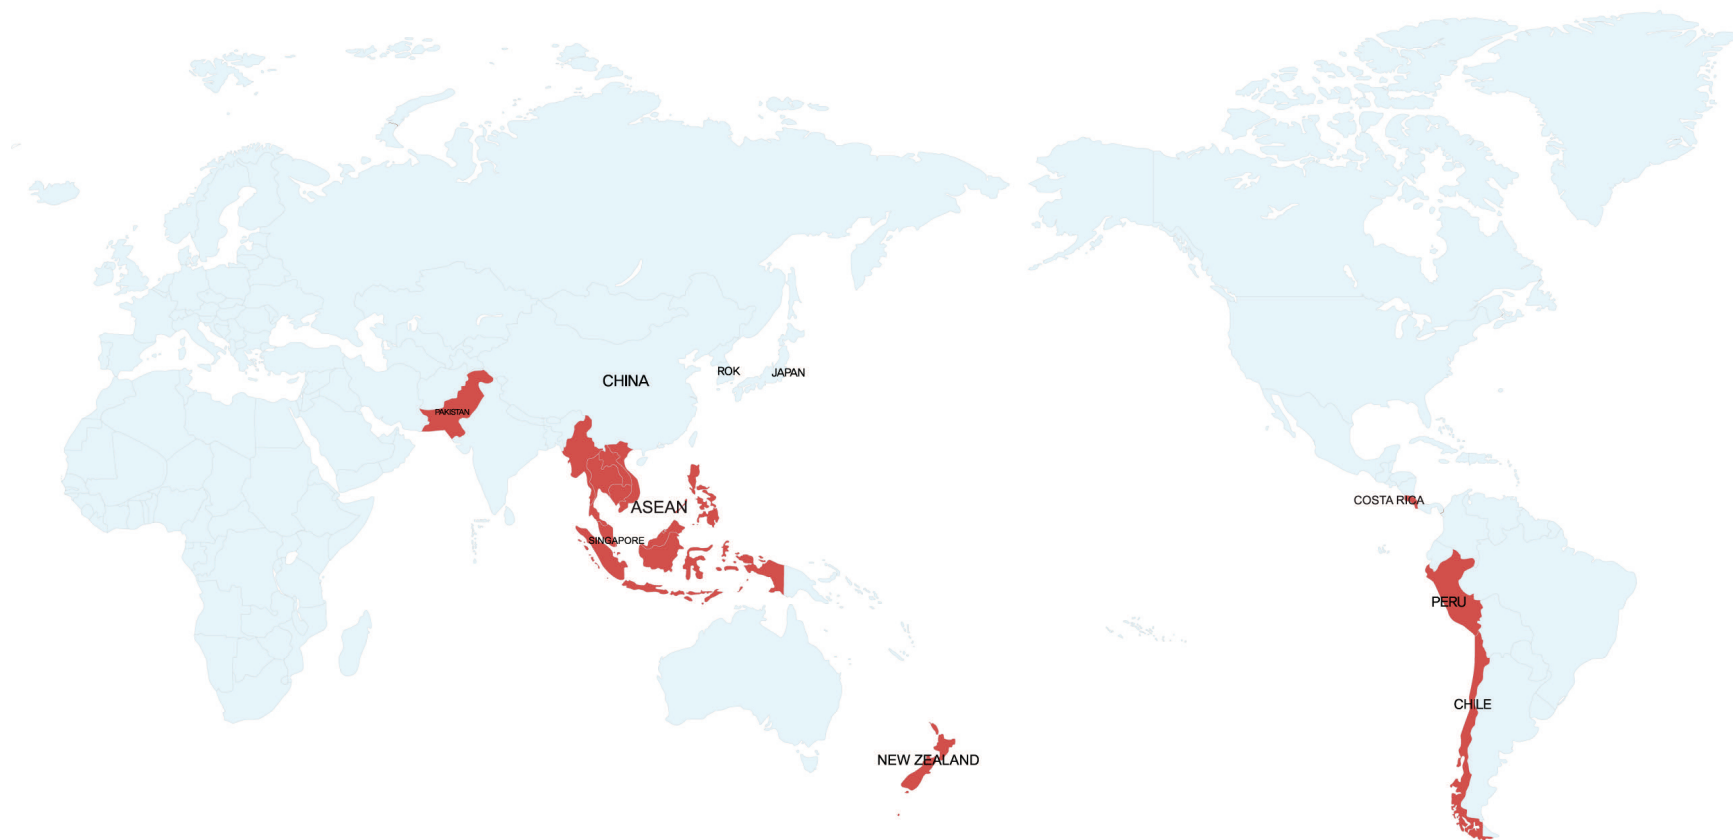 CHINA
ROK
JAPAN
PAKISTAN
ASEAN
SINGAPORE
COSTA RICA
PERU
CHILE
NEW ZEALAND